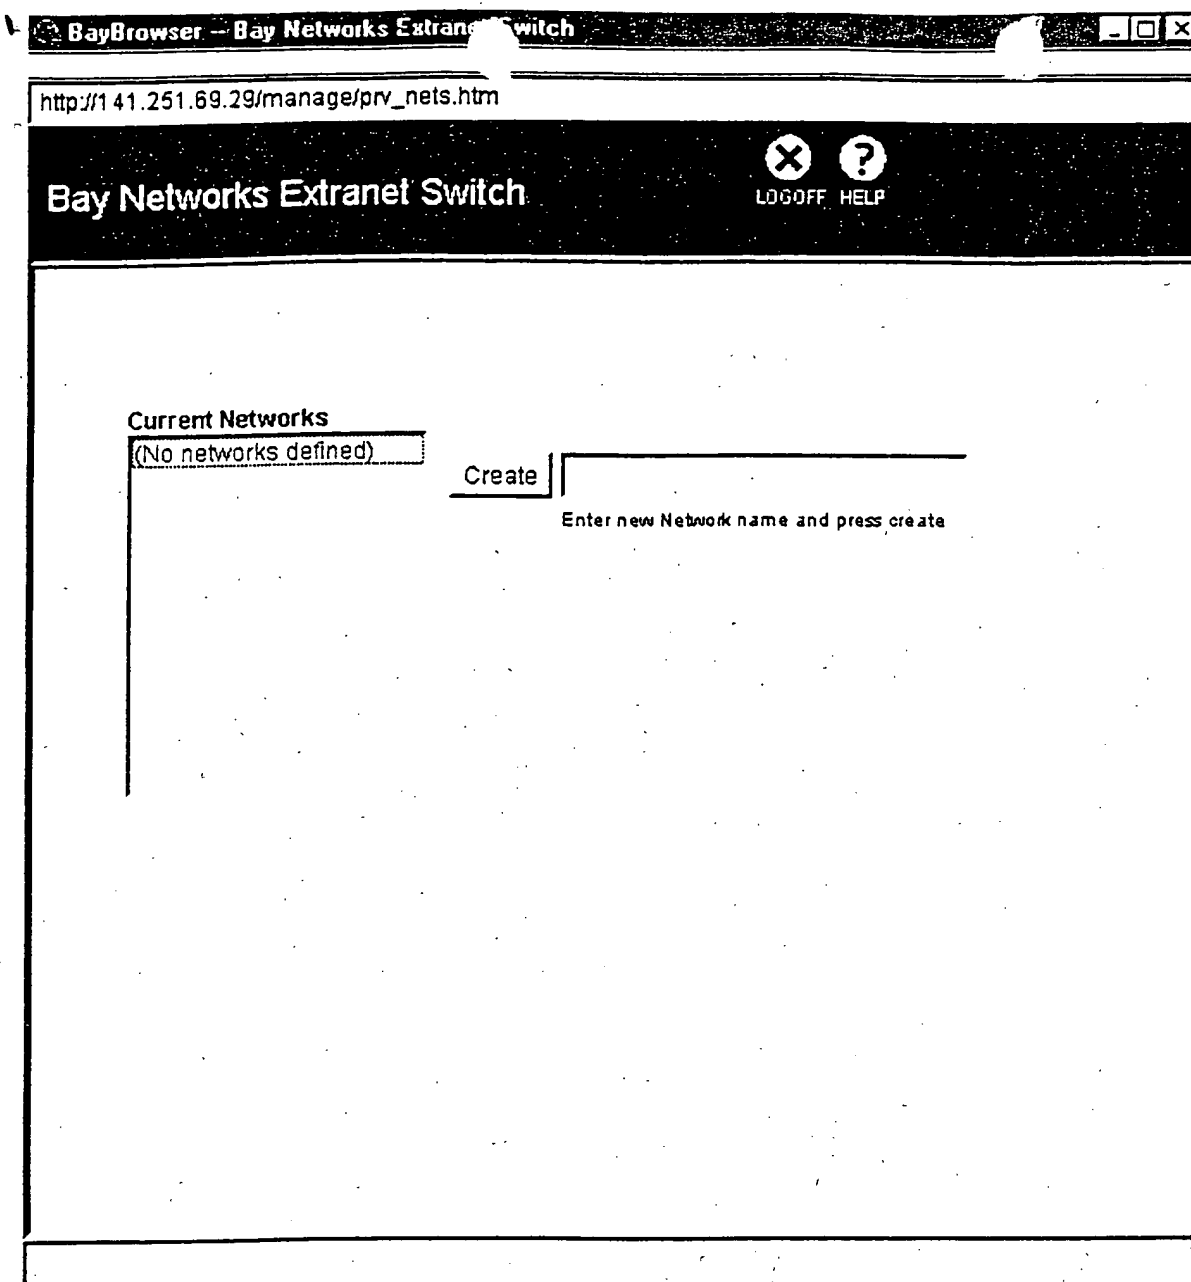 BayBrowser -- Bay Networks Extranet Switch
http://141.251.69.29/manage/prv_nets.htm
Bay Networks Extranet Switch
LOGOFF HELP
Current Networks
(No networks defined)
Create
Enter new Network name and press create